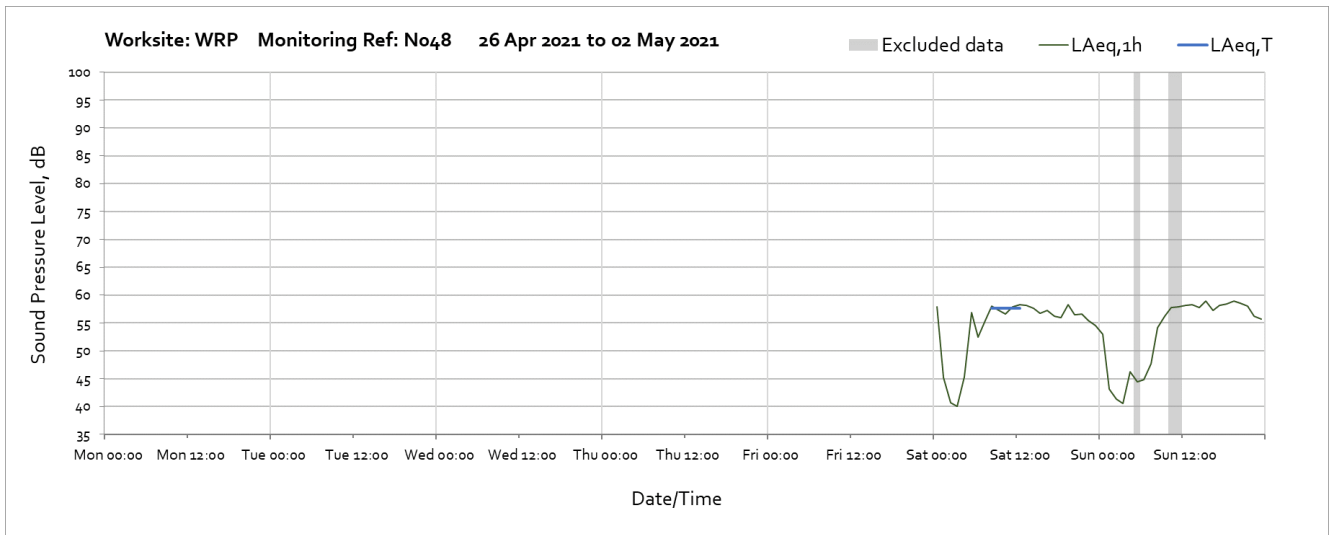 Worksite: WRP Monitoring Ref: N048 26 Apr 2021 to 02 May 2021
Excluded data LAeq,1h LAeq,T
100
95
90
85
80
75
70
65
60
55
50
45
40
35
Sound Pressure Level, dB
Mon 00:00 Mon 12:00 Tue 00:00 Tue 12:00 Wed 00:00 Wed 12:00 Thu 00:00 Thu 12:00 Fri 00:00 Fri 12:00 Sat 00:00 Sat 12:00 Sun 00:00 Sun 12:00
Date/Time